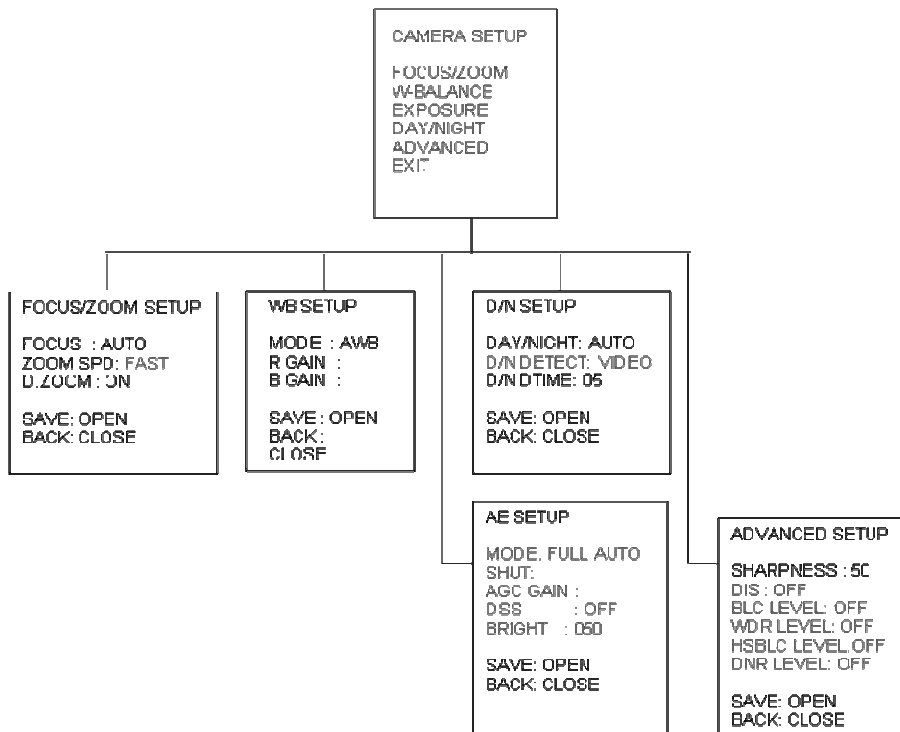 CAMERA SETUP
FOCUS/ZOOM
W-BALANCE
EXPOSURE
DAY/NIGHT
ADVANCED
EXIT
FOCUS/ZOOM SETUP
FOCUS : AUTO
ZOOM SPD: FAST
D.ZOOM : ON
SAVE: OPEN
BACK: CLOSE
WB SETUP
MODE : AWB
R GAIN :
B GAIN :
SAVE : OPEN
BACK :
CLOSE
D/N SETUP
DAY/NIGHT: AUTO
D/N DETECT: VIDEO
D/N DTIME: 05
SAVE: OPEN
BACK: CLOSE
AE SETUP
MODE: FULL AUTO
SHUT:
AGC GAIN :
DSS : OFF
BRIGHT : 050
SAVE: OPEN
BACK: CLOSE
ADVANCED SETUP
SHARPNESS : 50
DIS : OFF
BLC LEVEL: OFF
WDR LEVEL: OFF
HSBLC LEVEL:OFF
DNR LEVEL: OFF
SAVE: OPEN
BACK: CLOSE